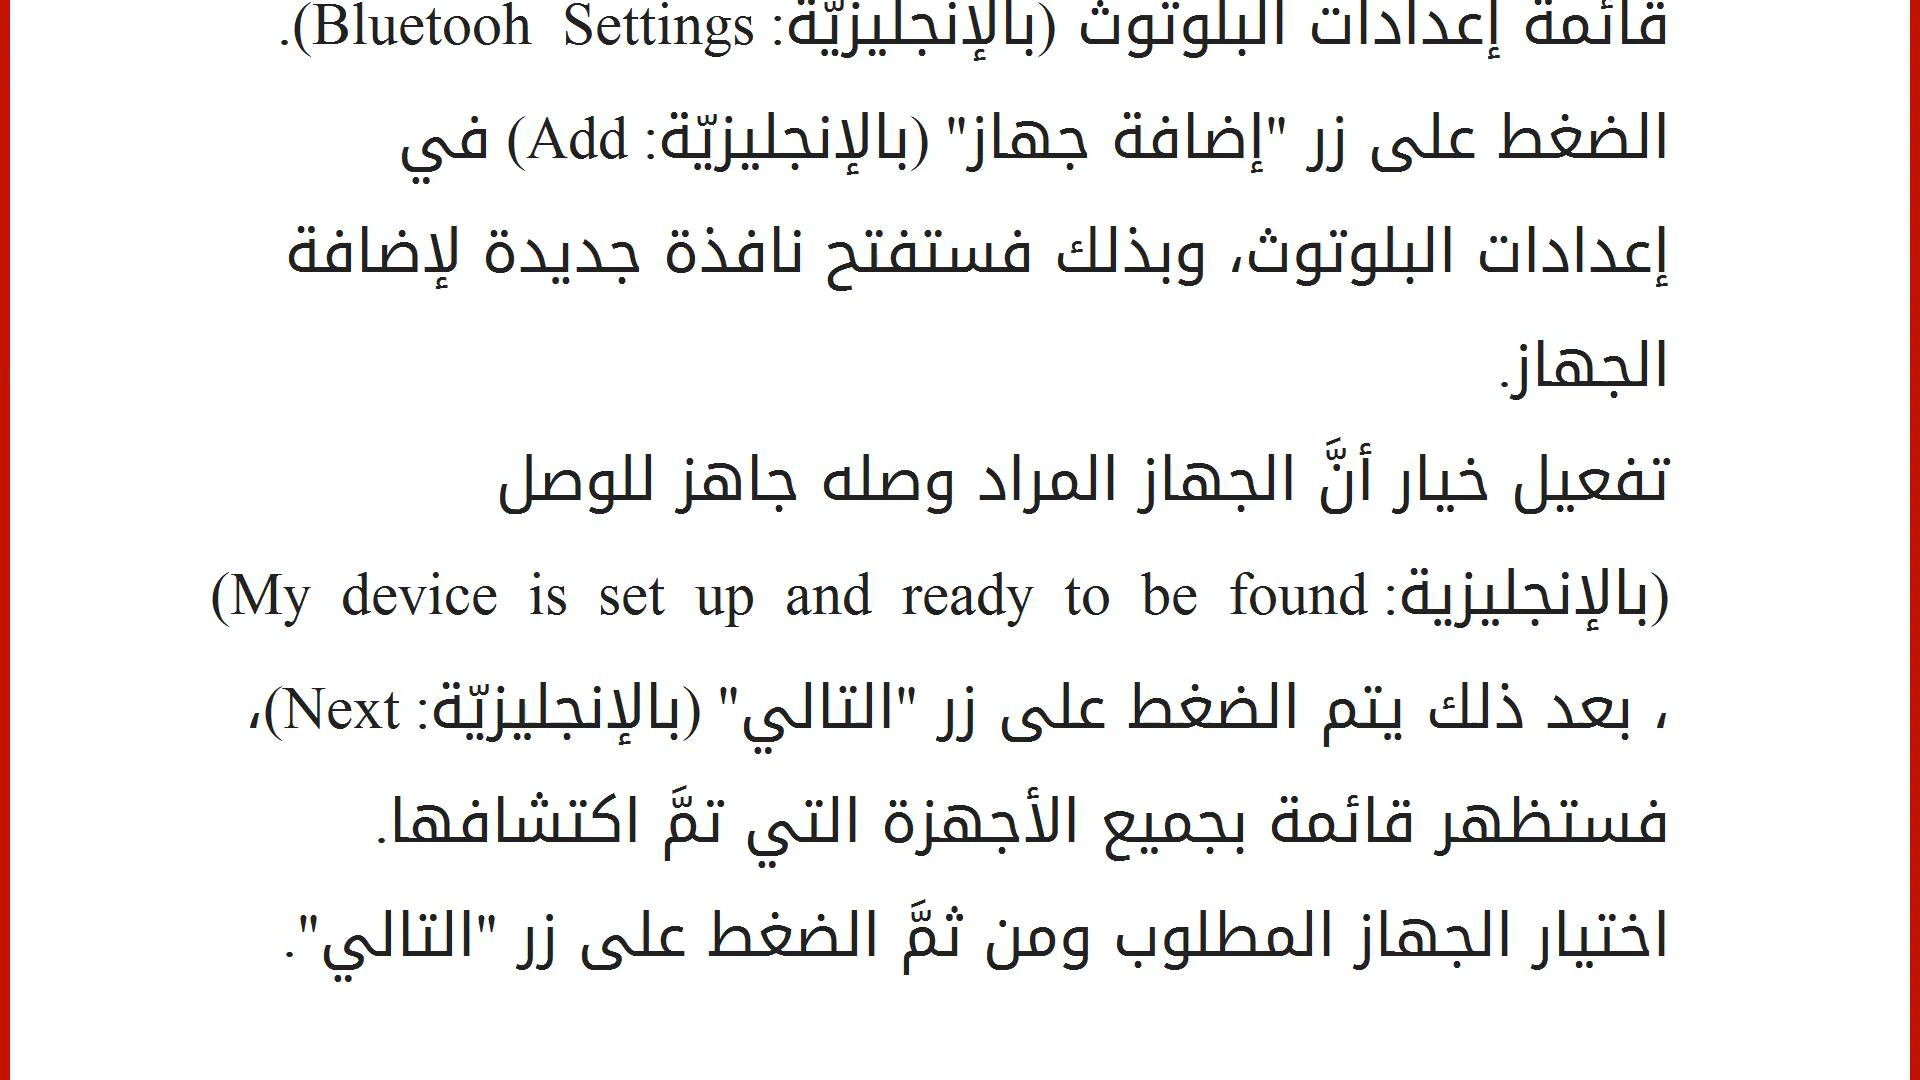 قائمة إعدادات البلوتوث (بالإنجليزيّة: Bluetooh Settings).
الضغط على زر "إضافة جهاز" (بالإنجليزيّة: Add) في
إعدادات البلوتوث، وبذلك فستفتح نافذة جديدة لإضافة
الجهاز.
تفعيل خيار أنَّ الجهاز المراد وصله جاهز للوصل
(بالإنجليزية: My device is set up and ready to be found)
، بعد ذلك يتم الضغط على زر "التالي" (بالإنجليزيّة: Next)،
فستظهر قائمة بجميع الأجهزة التي تمَّ اكتشافها.
اختيار الجهاز المطلوب ومن ثمَّ الضغط على زر "التالي".